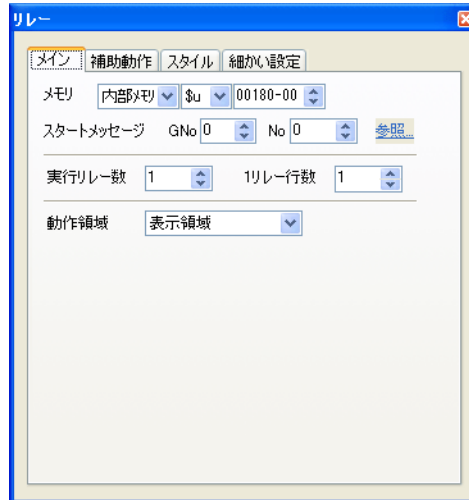 リレー
メイン 補助動作 スタイル 細かい設定
メモリ 内部メモリ $u 00180-00
スタートメッセージ GNo 0 No 0 参照...
実行リレー数 1 1リレー行数 1
動作領域 表示領域